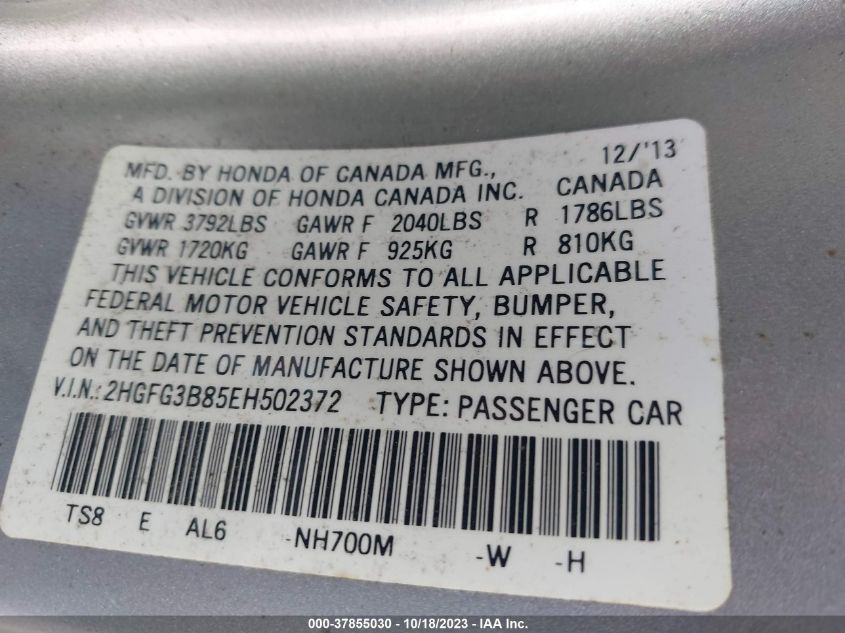 MFD. BY HONDA OF CANADA MFG., 12/'13
A DIVISION OF HONDA CANADA INC. CANADA
GVWR 3792LBS GAWR F 2040LBS R 1786LBS
GVWR 1720KG GAWR F 925KG R 810KG
THIS VEHICLE CONFORMS TO ALL APPLICABLE
FEDERAL MOTOR VEHICLE SAFETY, BUMPER,
AND THEFT PREVENTION STANDARDS IN EFFECT
ON THE DATE OF MANUFACTURE SHOWN ABOVE.
V.I.N.: 2HGFG3B85EH502372 TYPE: PASSENGER CAR
TS8 E AL6 -NH700M -W -H
000-37855030 - 10/18/2023 - IAA Inc.